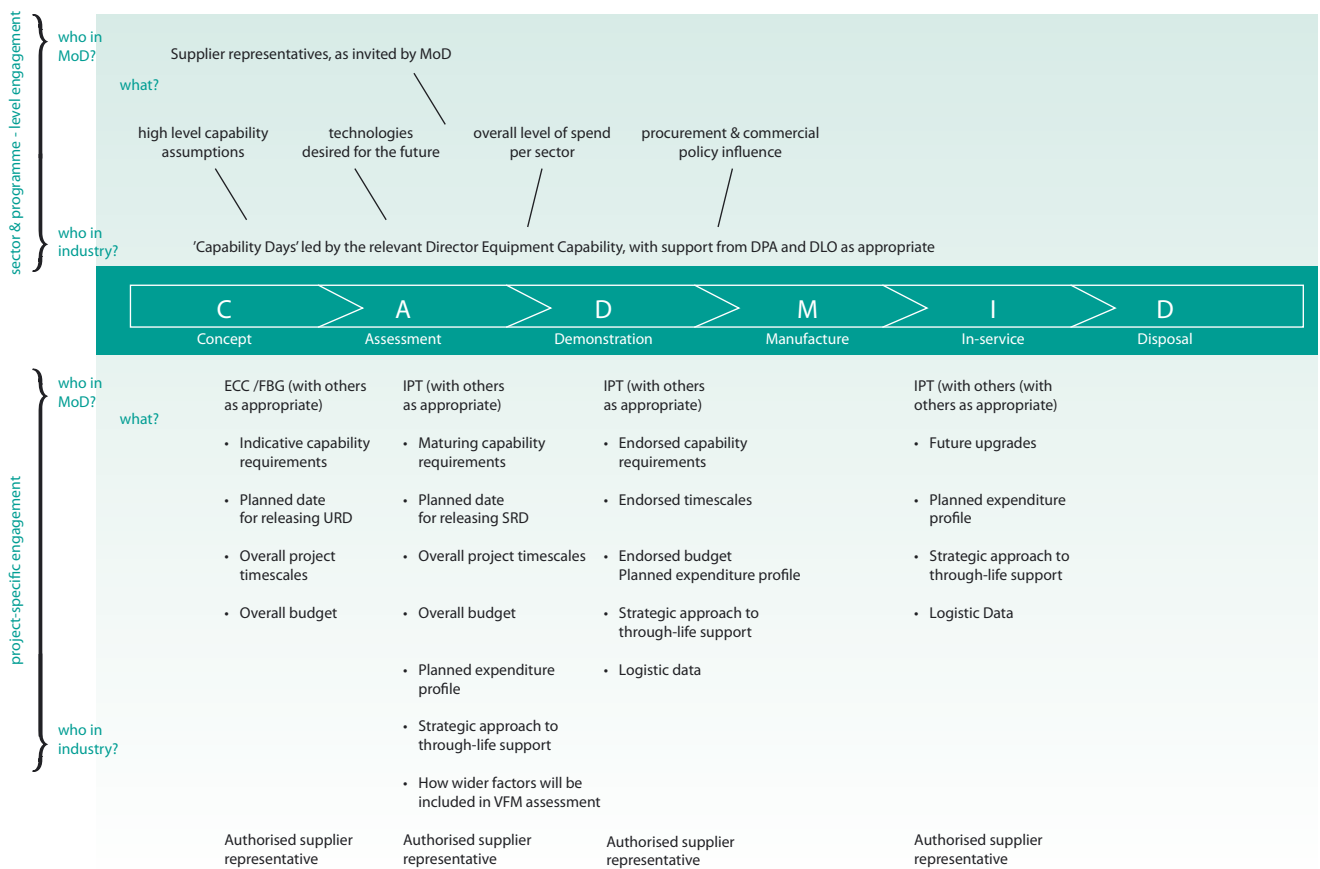 sector & programme - level engagement
who in
MoD?
Supplier representatives, as invited by MoD
what?
high level capability
assumptions
technologies
desired for the future
overall level of spend
per sector
procurement & commercial
policy influence
who in
industry?
'Capability Days' led by the relevant Director Equipment Capability, with support from DPA and DLO as appropriate
C
A
D
M
I
D
Concept
Assessment
Demonstration
Manufacture
In-service
Disposal
project-specific engagement
who in
MoD?
what?
ECC /FBG (with others
as appropriate)
• Indicative capability
requirements
• Planned date
for releasing URD
• Overall project
timescales
• Overall budget
IPT (with others
as appropriate)
• Maturing capability
requirements
• Planned date
for releasing SRD
• Overall project timescales
• Overall budget
• Planned expenditure
profile
• Strategic approach to
through-life support
• How wider factors will be
included in VFM assessment
IPT (with others
as appropriate)
• Endorsed capability
requirements
• Endorsed timescales
• Endorsed budget
Planned expenditure profile
• Strategic approach to
through-life support
• Logistic data
IPT (with others (with
others as appropriate)
• Future upgrades
• Planned expenditure
profile
• Strategic approach to
through-life support
• Logistic Data
who in
industry?
Authorised supplier
representative
Authorised supplier
representative
Authorised supplier
representative
Authorised supplier
representative